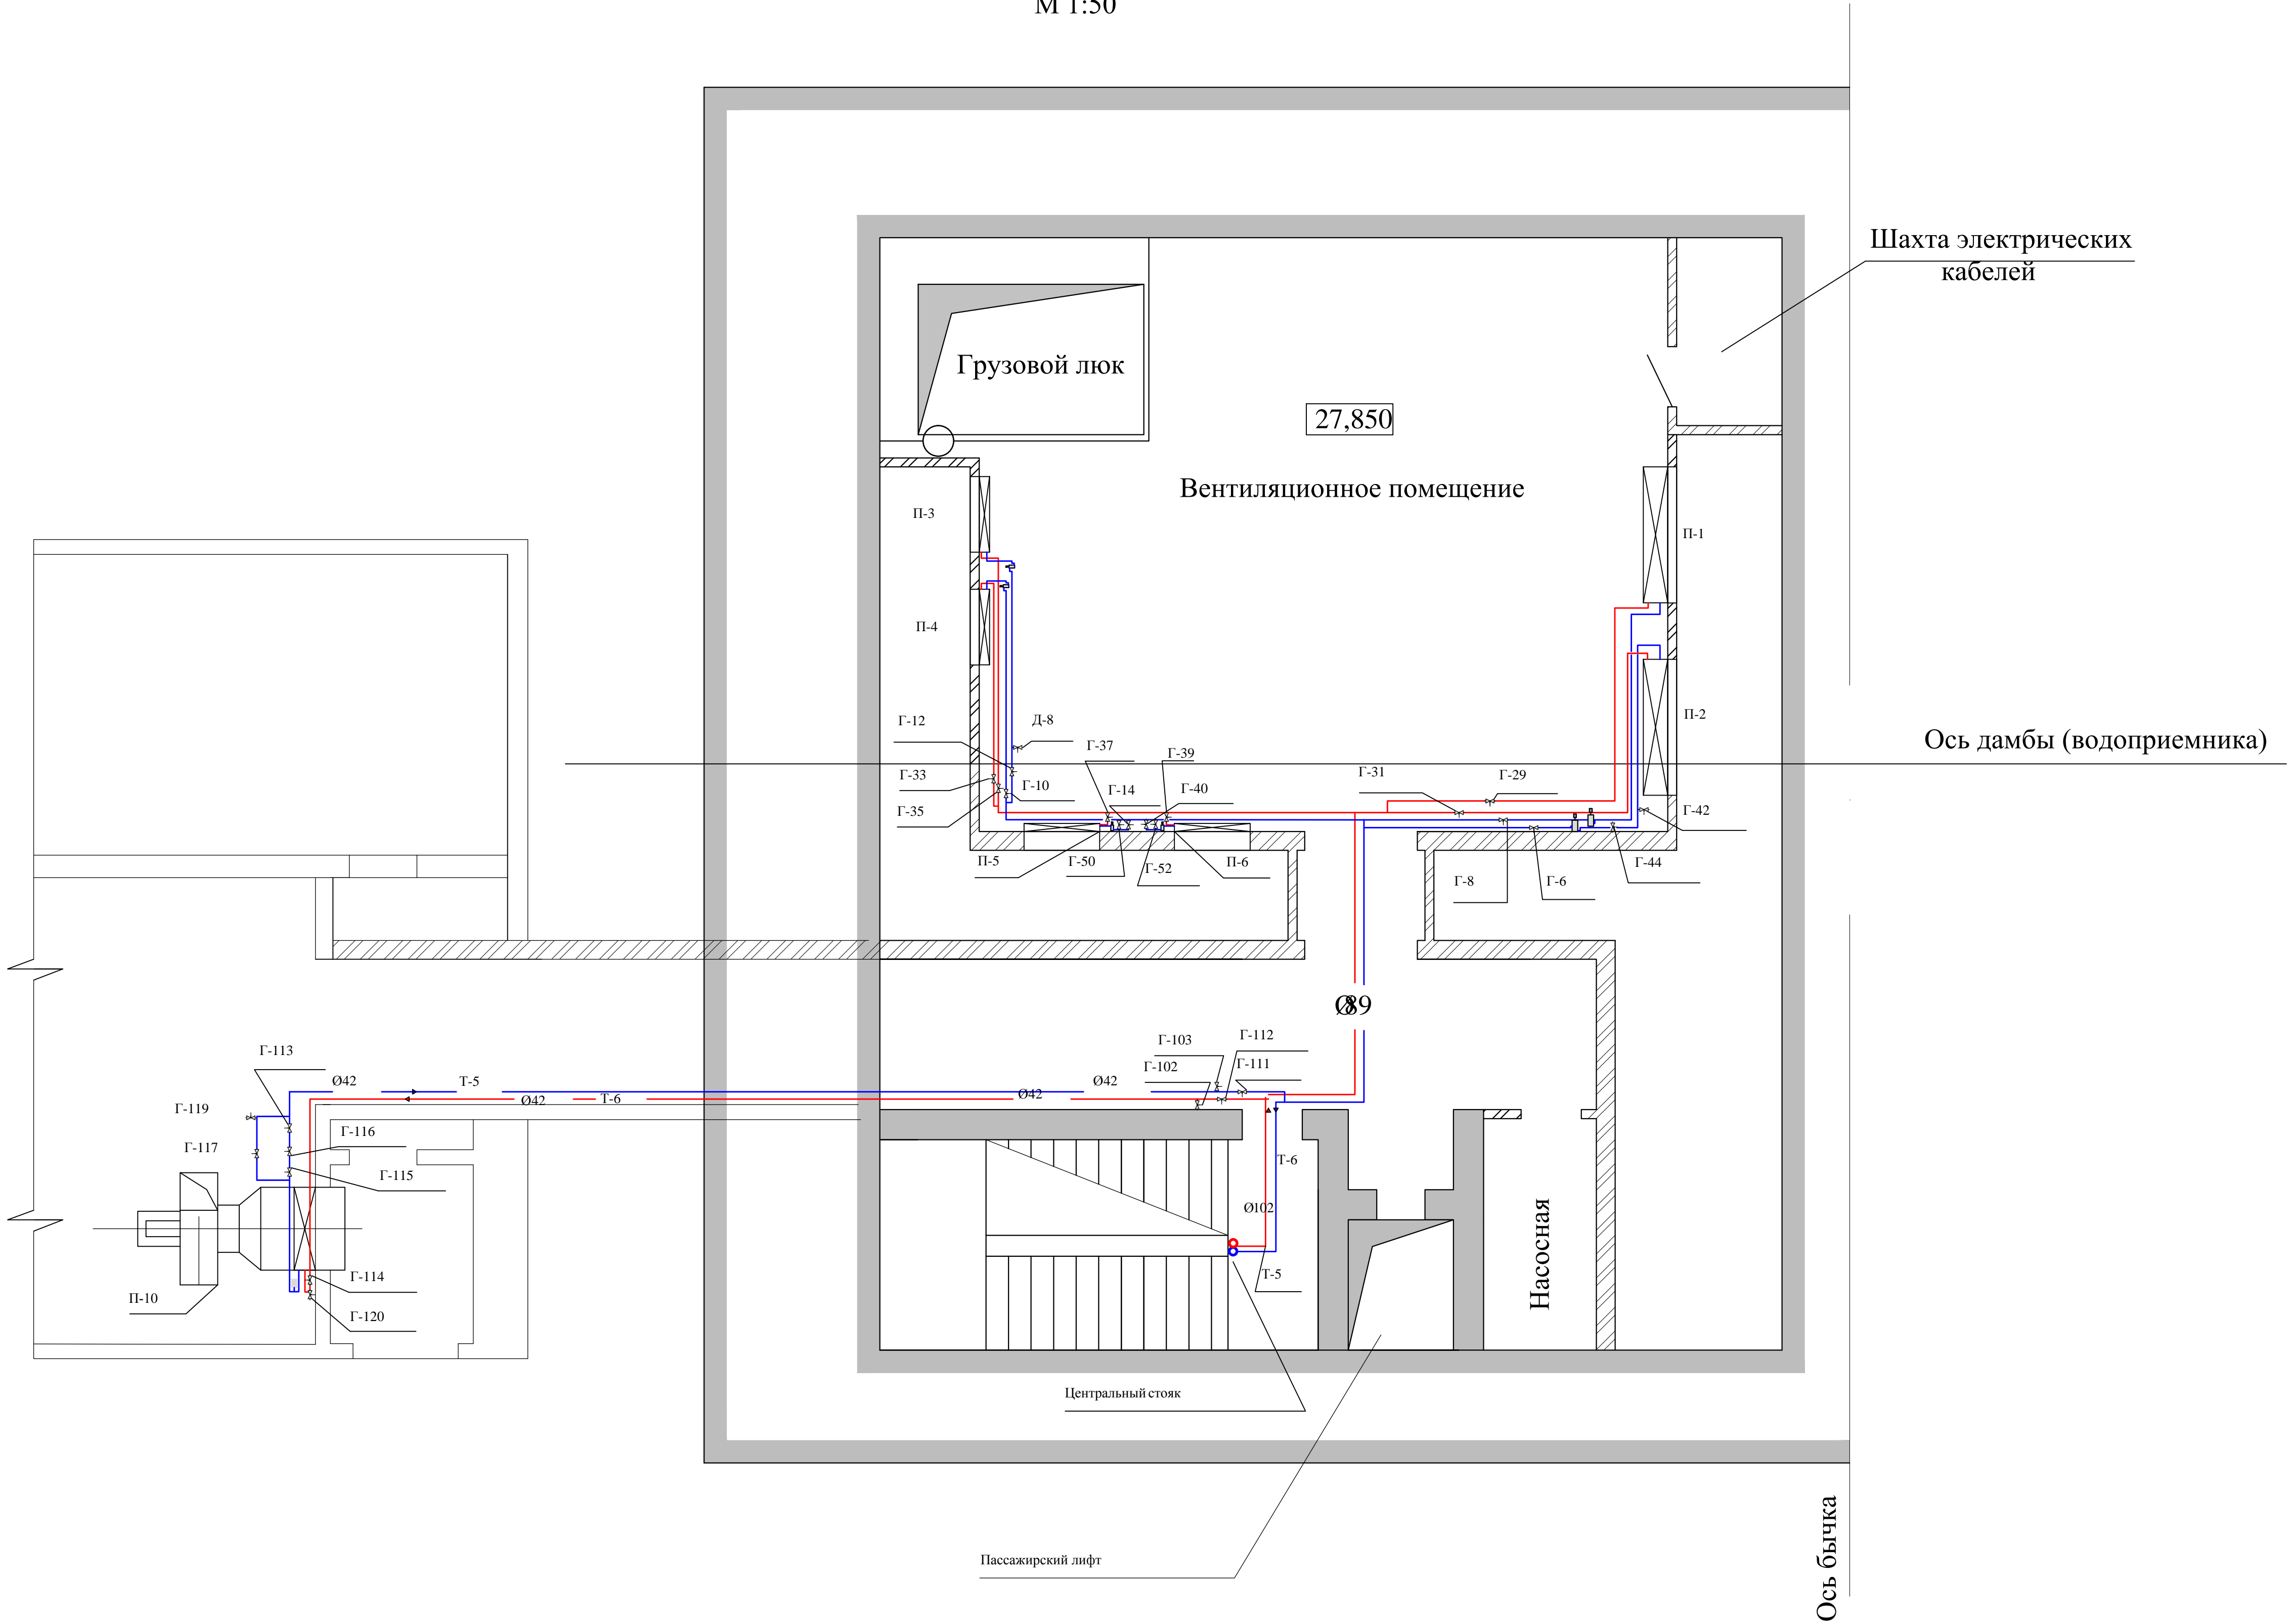 М 1:50
Шахта электрических
кабелей
Грузовой люк
27,850
Вентиляционное помещение
П-3
П-1
П-4
П-2
Г-12
Д-8
Г-37
Г-39
Ось дамбы (водоприемника)
Г-33
Г-10
Г-14
Г-40
Г-31
Г-29
Г-35
Г-42
П-5
Г-50
Г-52
П-6
Г-8
Г-6
Г-44
Ø89
Г-103
Г-112
Г-113
Г-102
Г-111
Ø42
Т-5
Ø42
Ø42
Т-6
Ø42
Г-119
Г-116
Г-117
Г-115
Т-6
Ø102
Насосная
Г-114
Т-5
П-10
Г-120
Центральный стояк
Пассажирский лифт
Ось бычка